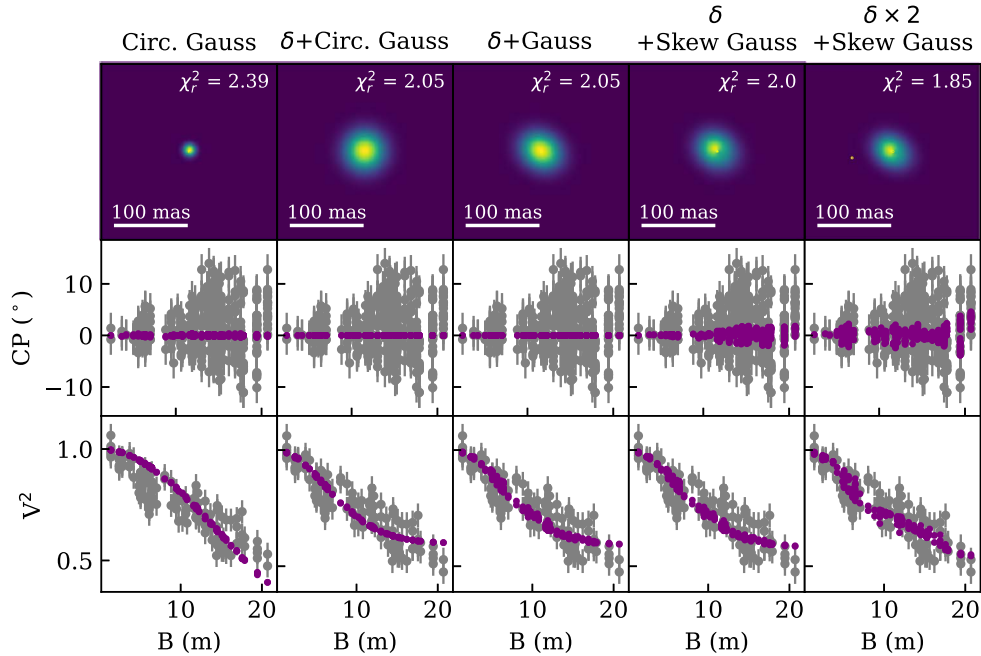 δ δ × 2
Circ. Gauss δ+Circ. Gauss δ+Gauss +Skew Gauss +Skew Gauss
χ²ᵣ = 2.39 χ²ᵣ = 2.05 χ²ᵣ = 2.05 χ²ᵣ = 2.0 χ²ᵣ = 1.85
100 mas 100 mas 100 mas 100 mas 100 mas
CP (°)
10
0
−10
V²
1.0
0.5
10 20 10 20 10 20 10 20 10 20
B (m) B (m) B (m) B (m) B (m)